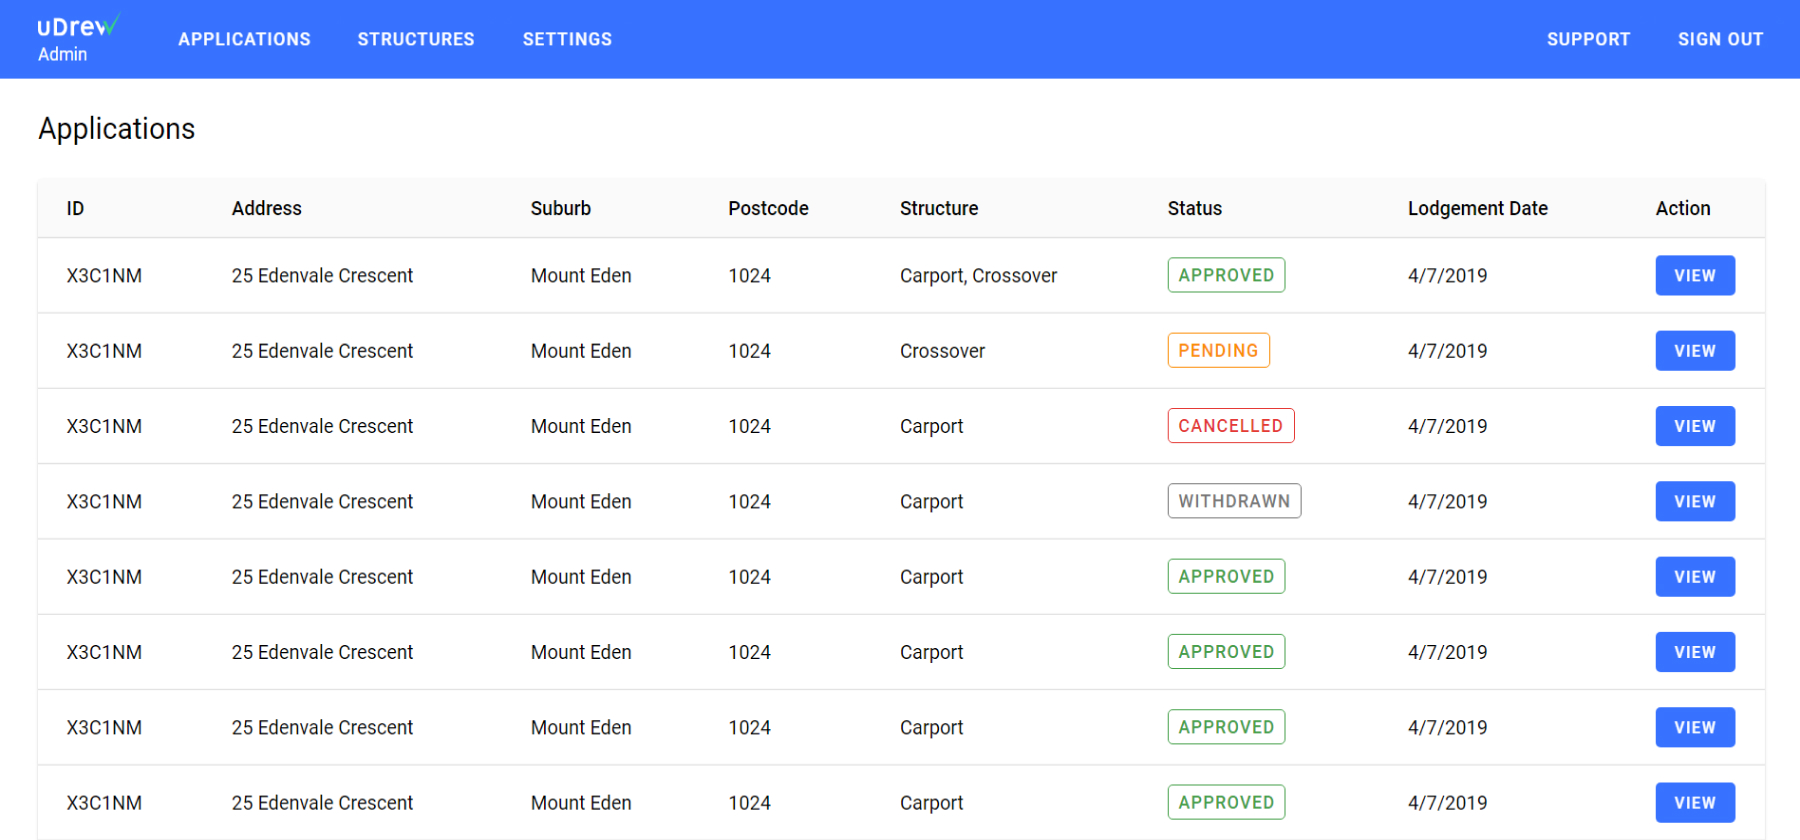 uDrew
Admin
APPLICATIONS STRUCTURES SETTINGS SUPPORT SIGN OUT
Applications
ID Address Suburb Postcode Structure Status Lodgement Date Action
X3C1NM 25 Edenvale Crescent Mount Eden 1024 Carport, Crossover APPROVED 4/7/2019 VIEW
X3C1NM 25 Edenvale Crescent Mount Eden 1024 Crossover PENDING 4/7/2019 VIEW
X3C1NM 25 Edenvale Crescent Mount Eden 1024 Carport CANCELLED 4/7/2019 VIEW
X3C1NM 25 Edenvale Crescent Mount Eden 1024 Carport WITHDRAWN 4/7/2019 VIEW
X3C1NM 25 Edenvale Crescent Mount Eden 1024 Carport APPROVED 4/7/2019 VIEW
X3C1NM 25 Edenvale Crescent Mount Eden 1024 Carport APPROVED 4/7/2019 VIEW
X3C1NM 25 Edenvale Crescent Mount Eden 1024 Carport APPROVED 4/7/2019 VIEW
X3C1NM 25 Edenvale Crescent Mount Eden 1024 Carport APPROVED 4/7/2019 VIEW